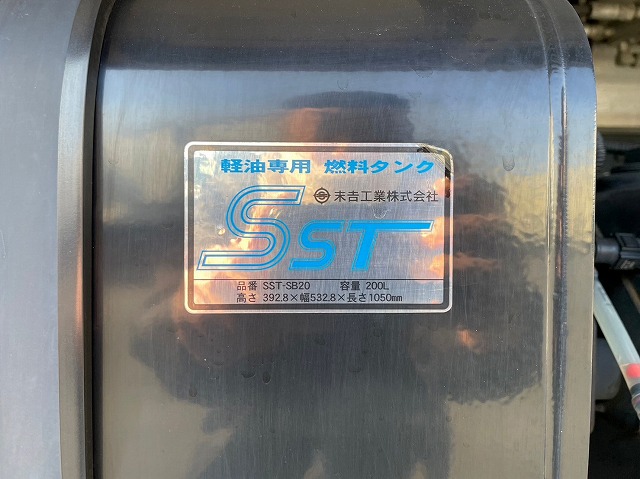 軽油専用 燃料タンク
末吉工業株式会社
SST
品番 SST-SB20 容量 200L
高さ 392.8×幅532.8×長さ1050mm